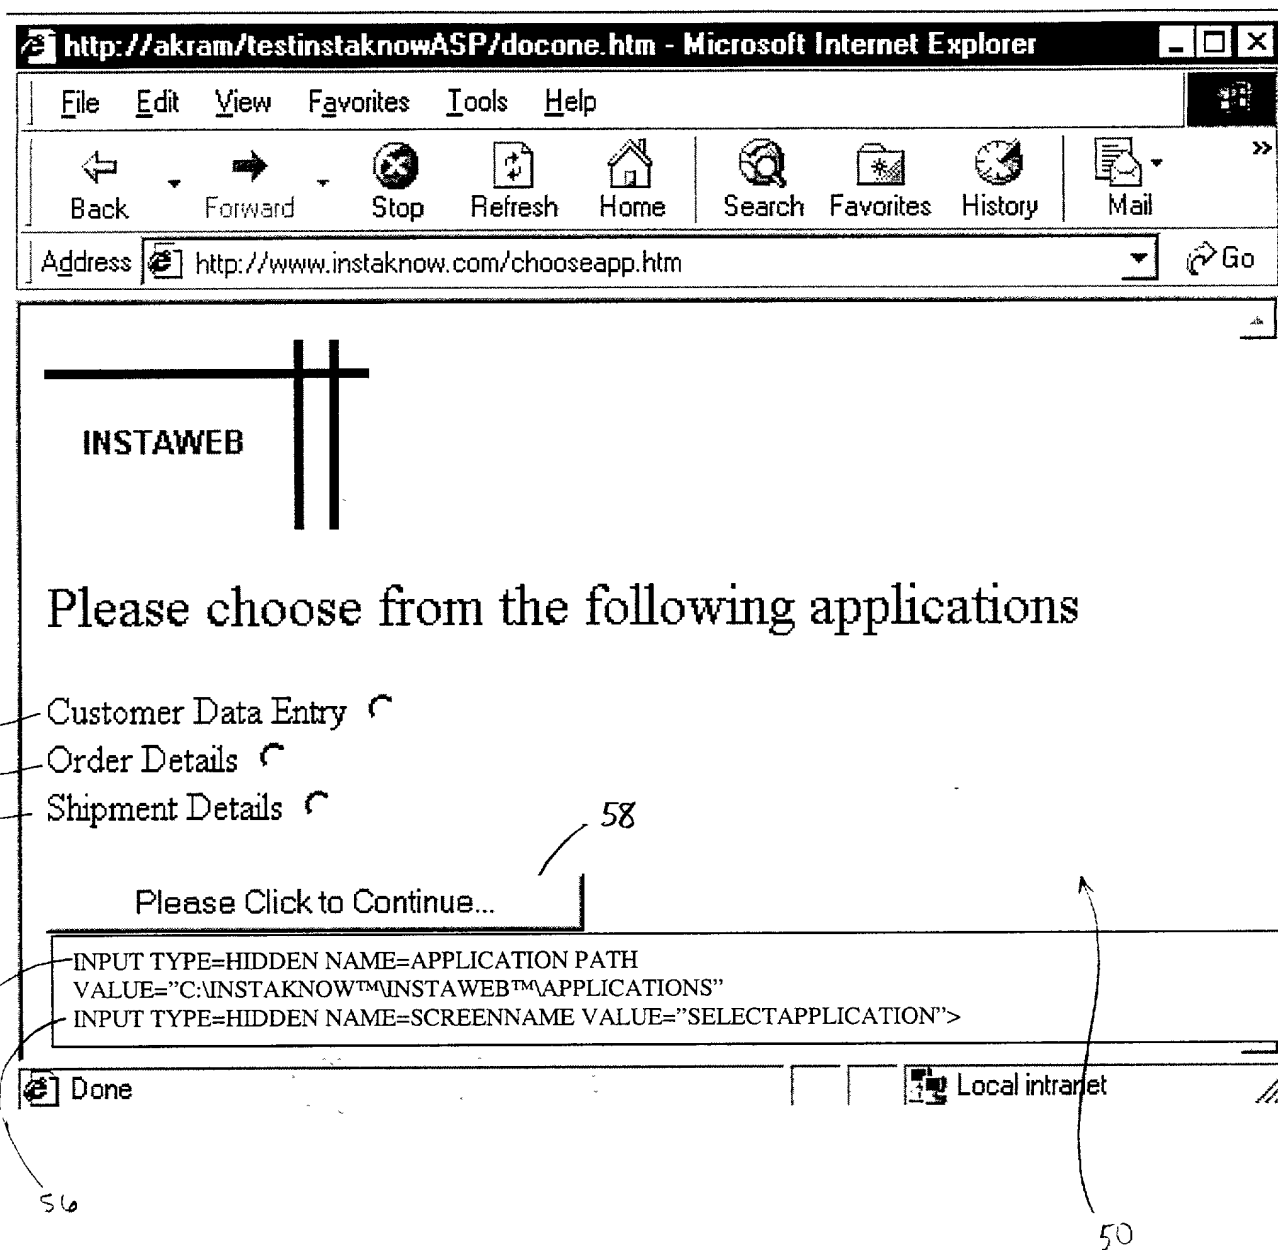 http://akram/testinstaknowASP/docone.htm - Microsoft Internet Explorer
File Edit View Favorites Tools Help
Back Forward Stop Refresh Home Search Favorites History Mail »
Address http://www.instaknow.com/chooseapp.htm Go
INSTAWEB
Please choose from the following applications
Customer Data Entry
Order Details
Shipment Details
58
Please Click to Continue...
INPUT TYPE=HIDDEN NAME=APPLICATION PATH
VALUE="C:\INSTAKNOW™\INSTAWEB™\APPLICATIONS”
INPUT TYPE=HIDDEN NAME=SCREENNAME VALUE="SELECTAPPLICATION”>
Done Local intranet
56
50